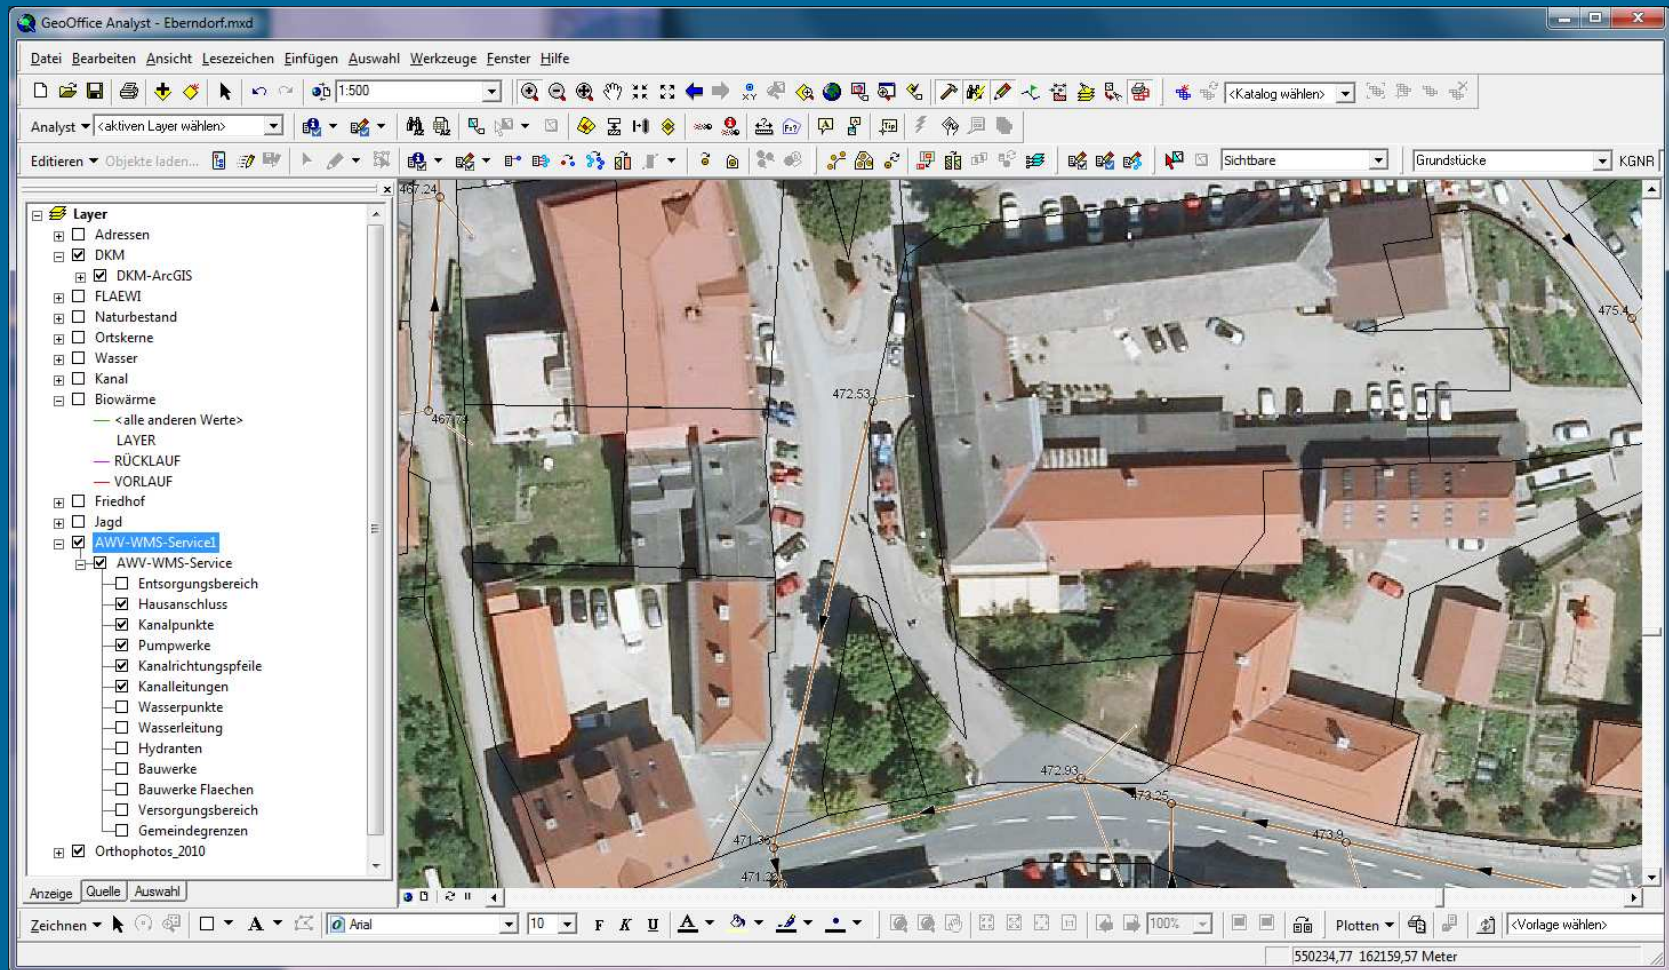 GeoOffice Analyst - Eberndorf.mxd
Datei Bearbeiten Ansicht Lesezeichen Einfügen Auswahl Werkzeuge Fenster Hilfe
1:500 <Katalog wählen>
Analyst <aktiven Layer wählen>
Editieren Objekte laden... Sichtbare Grundstücke KGNR
Layer
Adressen
DKM
DKM-ArcGIS
FLAEWI
Naturbestand
Ortskerne
Wasser
Kanal
Biowärme
<alle anderen Werte>
LAYER
RÜCKLAUF
VORLAUF
Friedhof
Jagd
AWV-WMS-Service1
AWV-WMS-Service
Entsorgungsbereich
Hausanschluss
Kanalpunkte
Pumpwerke
Kanalrichtungspfeile
Kanalleitungen
Wasserpunkte
Wasserleitung
Hydranten
Bauwerke
Bauwerke Flaechen
Versorgungsbereich
Gemeindegrenzen
Orthophotos_2010
Anzeige Quelle Auswahl
467.24
475.4
472.53
472.93
473.25
473.9
Zeichnen A Arial 10 F K U A 100% Plotten <Vorlage wählen>
550234,77 162159,57 Meter